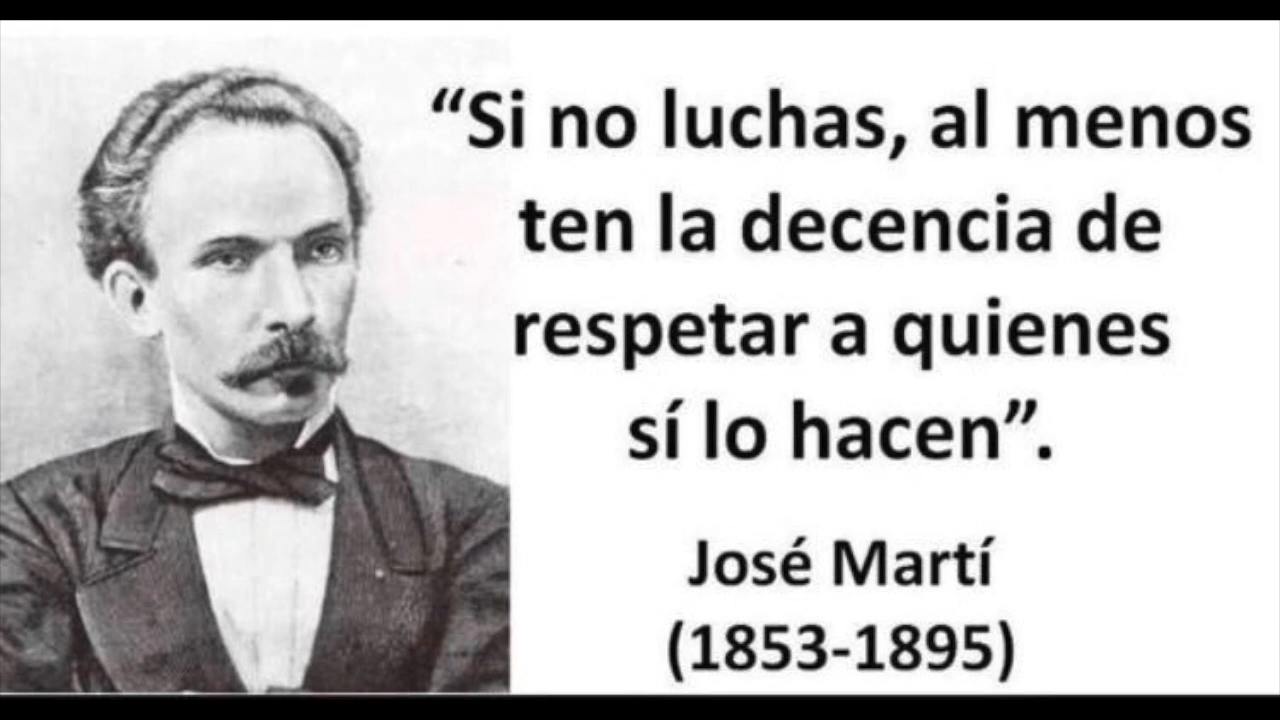 “Si no luchas, al menos
ten la decencia de
respetar a quienes
sí lo hacen”.
José Martí
(1853-1895)